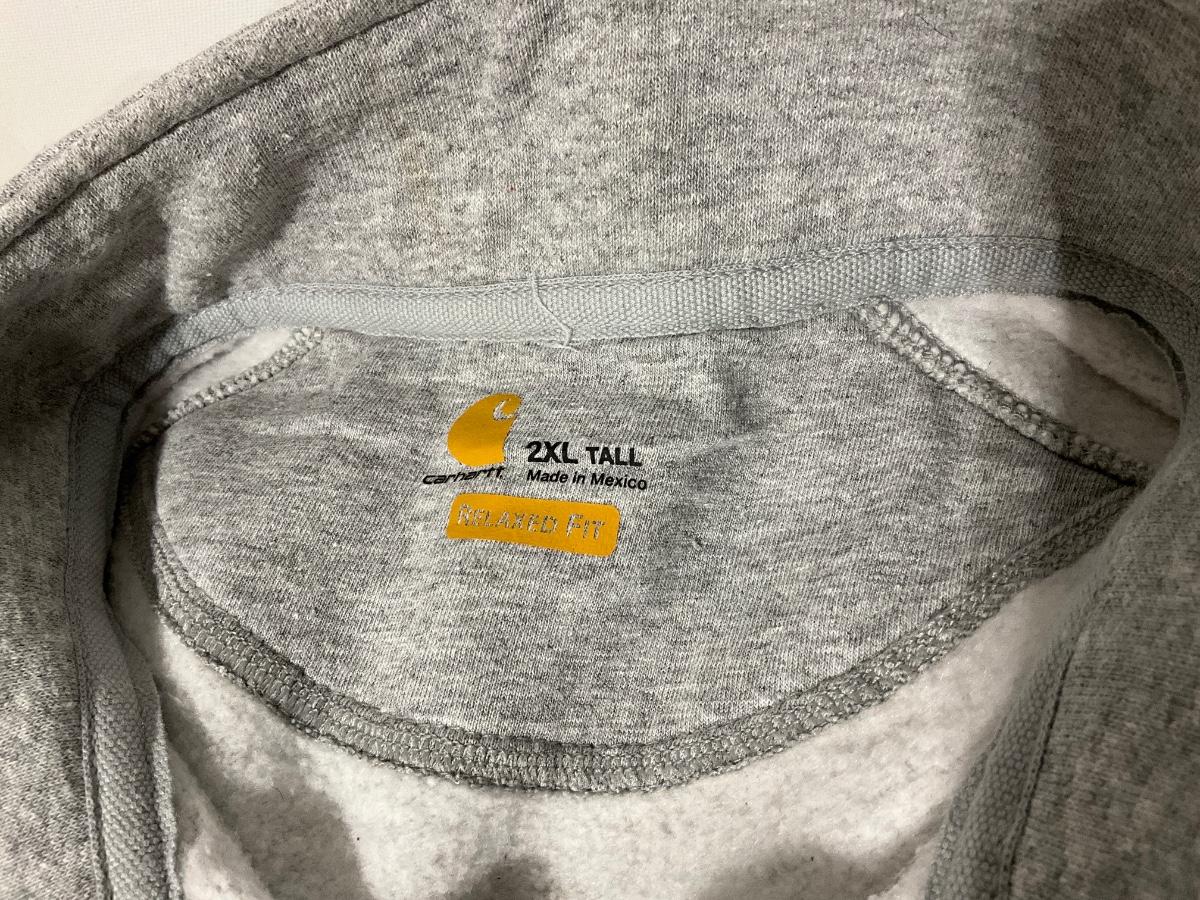 carhartt.
2XL TALL
Made in Mexico
RELAXED FIT